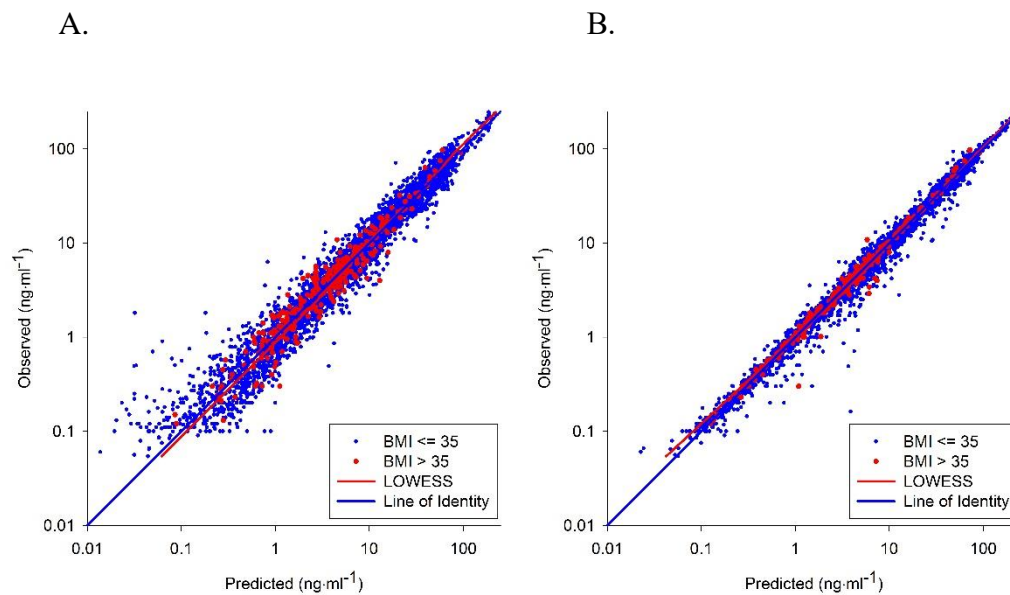 A.
B.
Observed (ng·ml-1)
100
10
1
0.1
0.01
BMI <= 35
BMI > 35
LOWESS
Line of Identity
0.01
0.1
1
10
100
Predicted (ng·ml-1)
Observed (ng·ml-1)
100
10
1
0.1
0.01
BMI <= 35
BMI > 35
LOWESS
Line of Identity
0.01
0.1
1
10
100
Predicted (ng·ml-1)